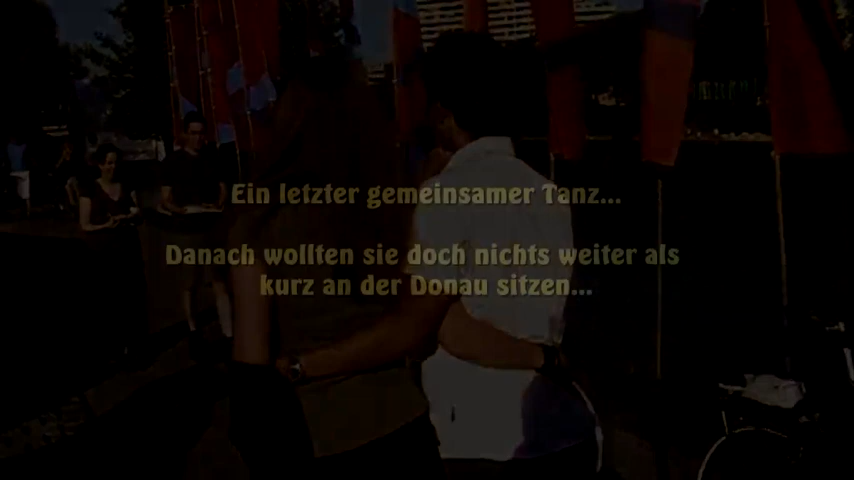 Ein letzter gemeinsamer Tanz...
Danach wollten sie doch nichts weiter als
kurz an der Donau sitzen...